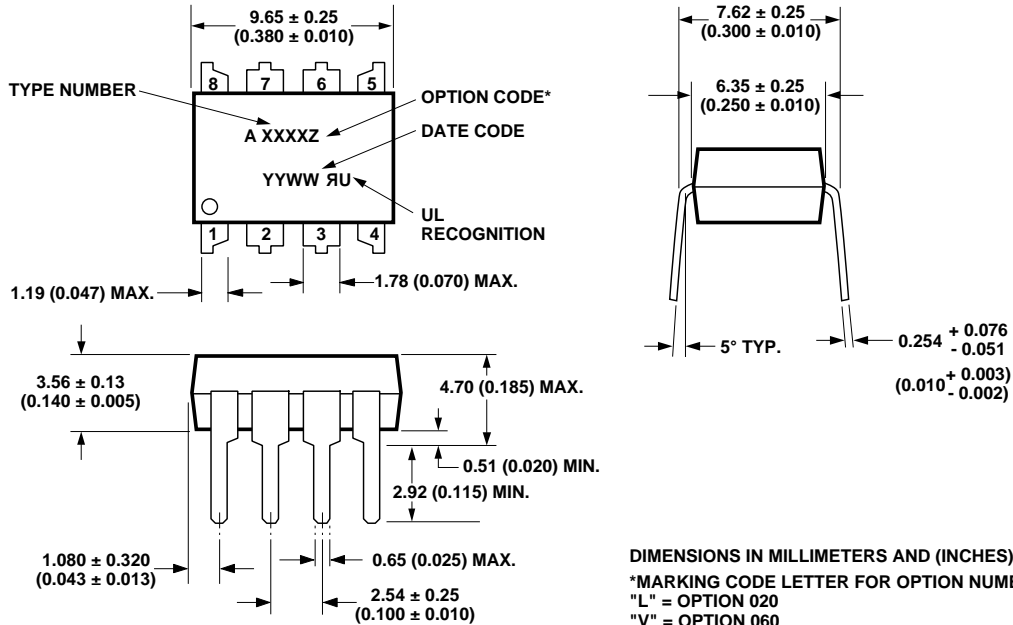 9.65 ± 0.25
(0.380 ± 0.010)
8 7 6 5
TYPE NUMBER
OPTION CODE*
A XXXXZ
DATE CODE
YYWW ЯU
UL
RECOGNITION
1 2 3 4
1.19 (0.047) MAX.
1.78 (0.070) MAX.
7.62 ± 0.25
(0.300 ± 0.010)
6.35 ± 0.25
(0.250 ± 0.010)
5° TYP.
0.254 + 0.076
- 0.051
(0.010 + 0.003)
- 0.002)
3.56 ± 0.13
(0.140 ± 0.005)
4.70 (0.185) MAX.
0.51 (0.020) MIN.
2.92 (0.115) MIN.
1.080 ± 0.320
(0.043 ± 0.013)
0.65 (0.025) MAX.
2.54 ± 0.25
(0.100 ± 0.010)
DIMENSIONS IN MILLIMETERS AND (INCHES)
*MARKING CODE LETTER FOR OPTION
"L" = OPTION 020
"V" = OPTION 060